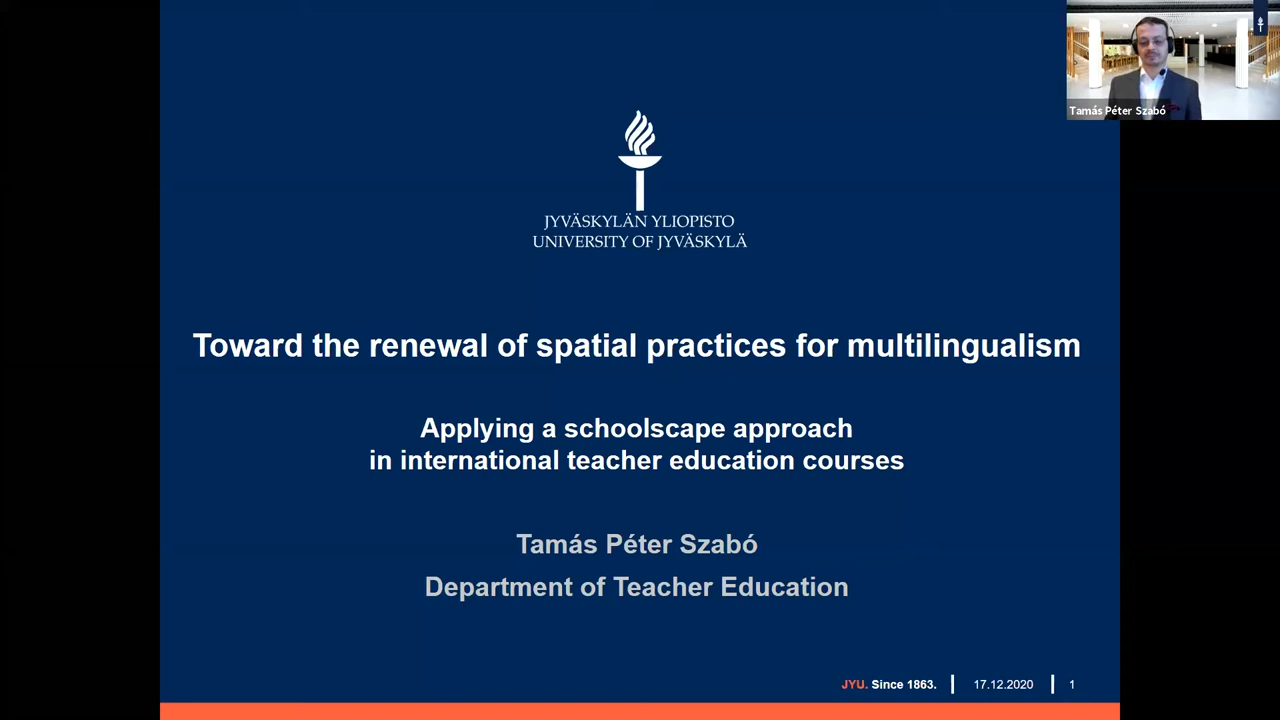 Tamás Péter Szabó
JYVÄSKYLÄN YLIOPISTO
UNIVERSITY OF JYVÄSKYLÄ
Toward the renewal of spatial practices for multilingualism
Applying a schoolscape approach
in international teacher education courses
Tamás Péter Szabó
Department of Teacher Education
JYU. Since 1863.
17.12.2020
1